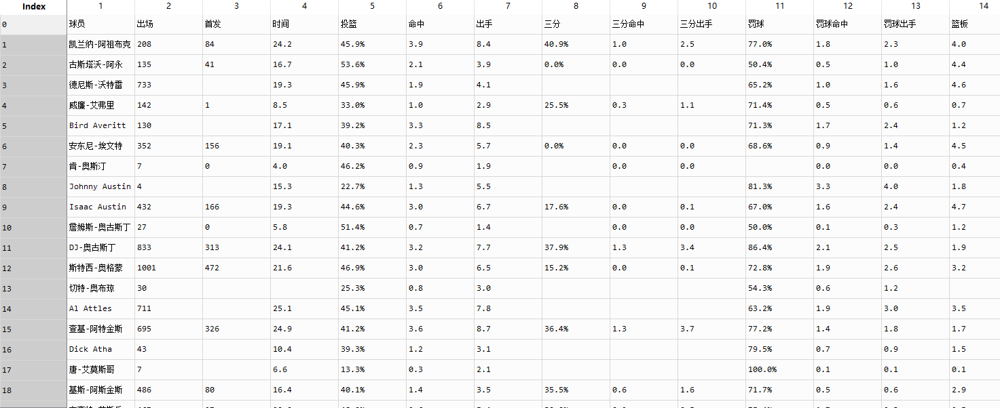 Index 1 2 3 4 5 6 7 8 9 10 11 12 13 14
0 球员 出场 首发 时间 投篮 命中 出手 三分 三分命中 三分出手 罚球 罚球命中 罚球出手 篮板
1 凯兰纳-阿祖布克 208 84 24.2 45.9% 3.9 8.4 40.9% 1.0 2.5 77.0% 1.8 2.3 4.0
2 古斯塔沃-阿永 135 41 16.7 53.6% 2.1 3.9 0.0% 0.0 0.0 50.4% 0.5 1.0 4.4
3 德尼斯-沃特雷 733 19.3 45.9% 1.9 4.1 65.2% 1.0 1.6 4.6
4 威廉-艾弗里 142 1 8.5 33.0% 1.0 2.9 25.5% 0.3 1.1 71.4% 0.5 0.6 0.7
5 Bird Averitt 130 17.1 39.2% 3.3 8.5 71.3% 1.7 2.4 1.2
6 安东尼-埃文特 352 156 19.1 40.3% 2.3 5.7 0.0% 0.0 0.0 68.6% 0.9 1.4 4.5
7 肯-奥斯汀 7 0 4.0 46.2% 0.9 1.9 0.0 0.0 0.0 0.0 0.4
8 Johnny Austin 4 15.3 22.7% 1.3 5.5 81.3% 3.3 4.0 1.8
9 Isaac Austin 432 166 19.3 44.6% 3.0 6.7 17.6% 0.0 0.1 67.0% 1.6 2.4 4.7
10 詹姆斯-奥古斯丁 27 0 5.8 51.4% 0.7 1.4 0.0 0.0 50.0% 0.1 0.3 1.2
11 DJ-奥古斯丁 833 313 24.1 41.2% 3.2 7.7 37.9% 1.3 3.4 86.4% 2.1 2.5 1.9
12 斯特西-奥格蒙 1001 472 21.6 46.9% 3.0 6.5 15.2% 0.0 0.1 72.8% 1.9 2.6 3.2
13 切特-奥布琼 30 25.3% 0.8 3.0 54.3% 0.6 1.2
14 Al Attles 711 25.1 45.1% 3.5 7.8 63.2% 1.9 3.0 3.5
15 查基-阿特金斯 695 326 24.9 41.2% 3.6 8.7 36.4% 1.3 3.7 77.2% 1.4 1.8 1.7
16 Dick Atha 43 10.4 39.3% 1.2 3.1 79.5% 0.7 0.9 1.5
17 唐-艾莫斯哥 7 6.6 13.3% 0.3 2.1 100.0% 0.1 0.1 0.1
18 基斯-阿斯金斯 486 80 16.4 40.1% 1.4 3.5 35.5% 0.6 1.6 71.7% 0.5 0.6 2.9